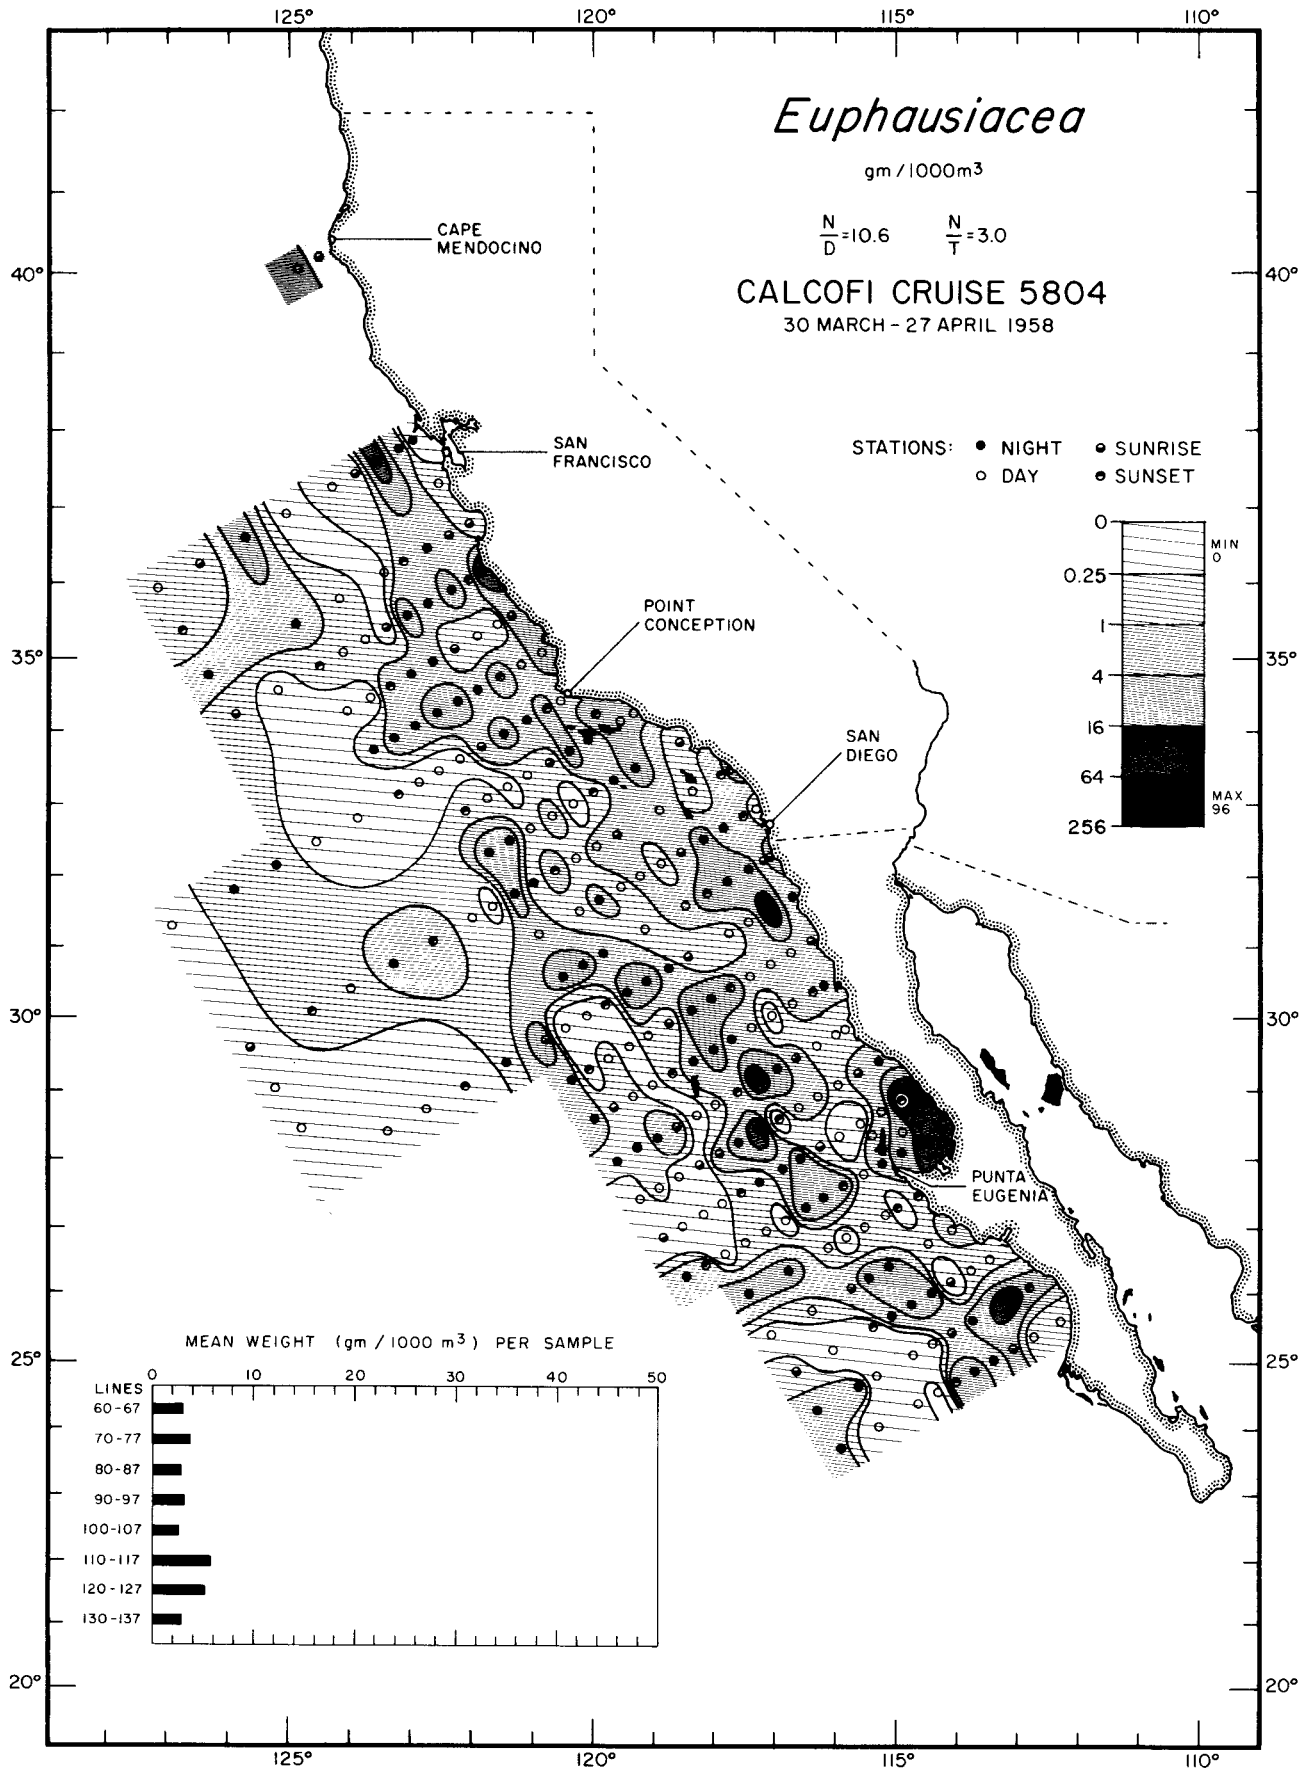 125°
120°
115°
110°
Euphausiacea
gm/1000m³
N/D=10.6 N/T=3.0
CALCOFI CRUISE 5804
30 MARCH-27 APRIL 1958
CAPE
MENDOCINO
40°
40°
SAN
FRANCISCO
STATIONS: NIGHT SUNRISE
DAY SUNSET
0
MIN
0
0.25
1
4
16
64
MAX
96
256
POINT
CONCEPTION
35°
35°
SAN
DIEGO
30°
30°
PUNTA
EUGENIA
25°
25°
MEAN WEIGHT (gm/1000 m³) PER SAMPLE
0 10 20 30 40 50
LINES
60-67
70-77
80-87
90-97
100-107
110-117
120-127
130-137
20°
20°
125°
120°
115°
110°